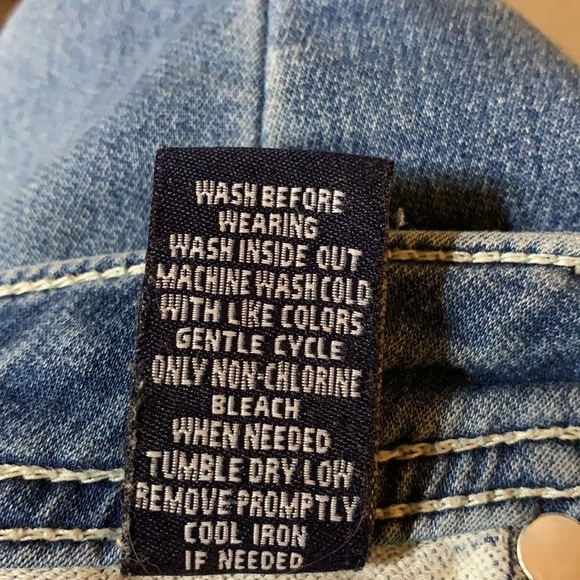 WASH BEFORE
WEARING
WASH INSIDE OUT
MACHINE WASH COLD
WITH LIKE COLORS
GENTLE CYCLE
ONLY NON-CHLORINE
BLEACH
WHEN NEEDED
TUMBLE DRY LOW
REMOVE PROMPTLY
COOL IRON
IF NEEDED